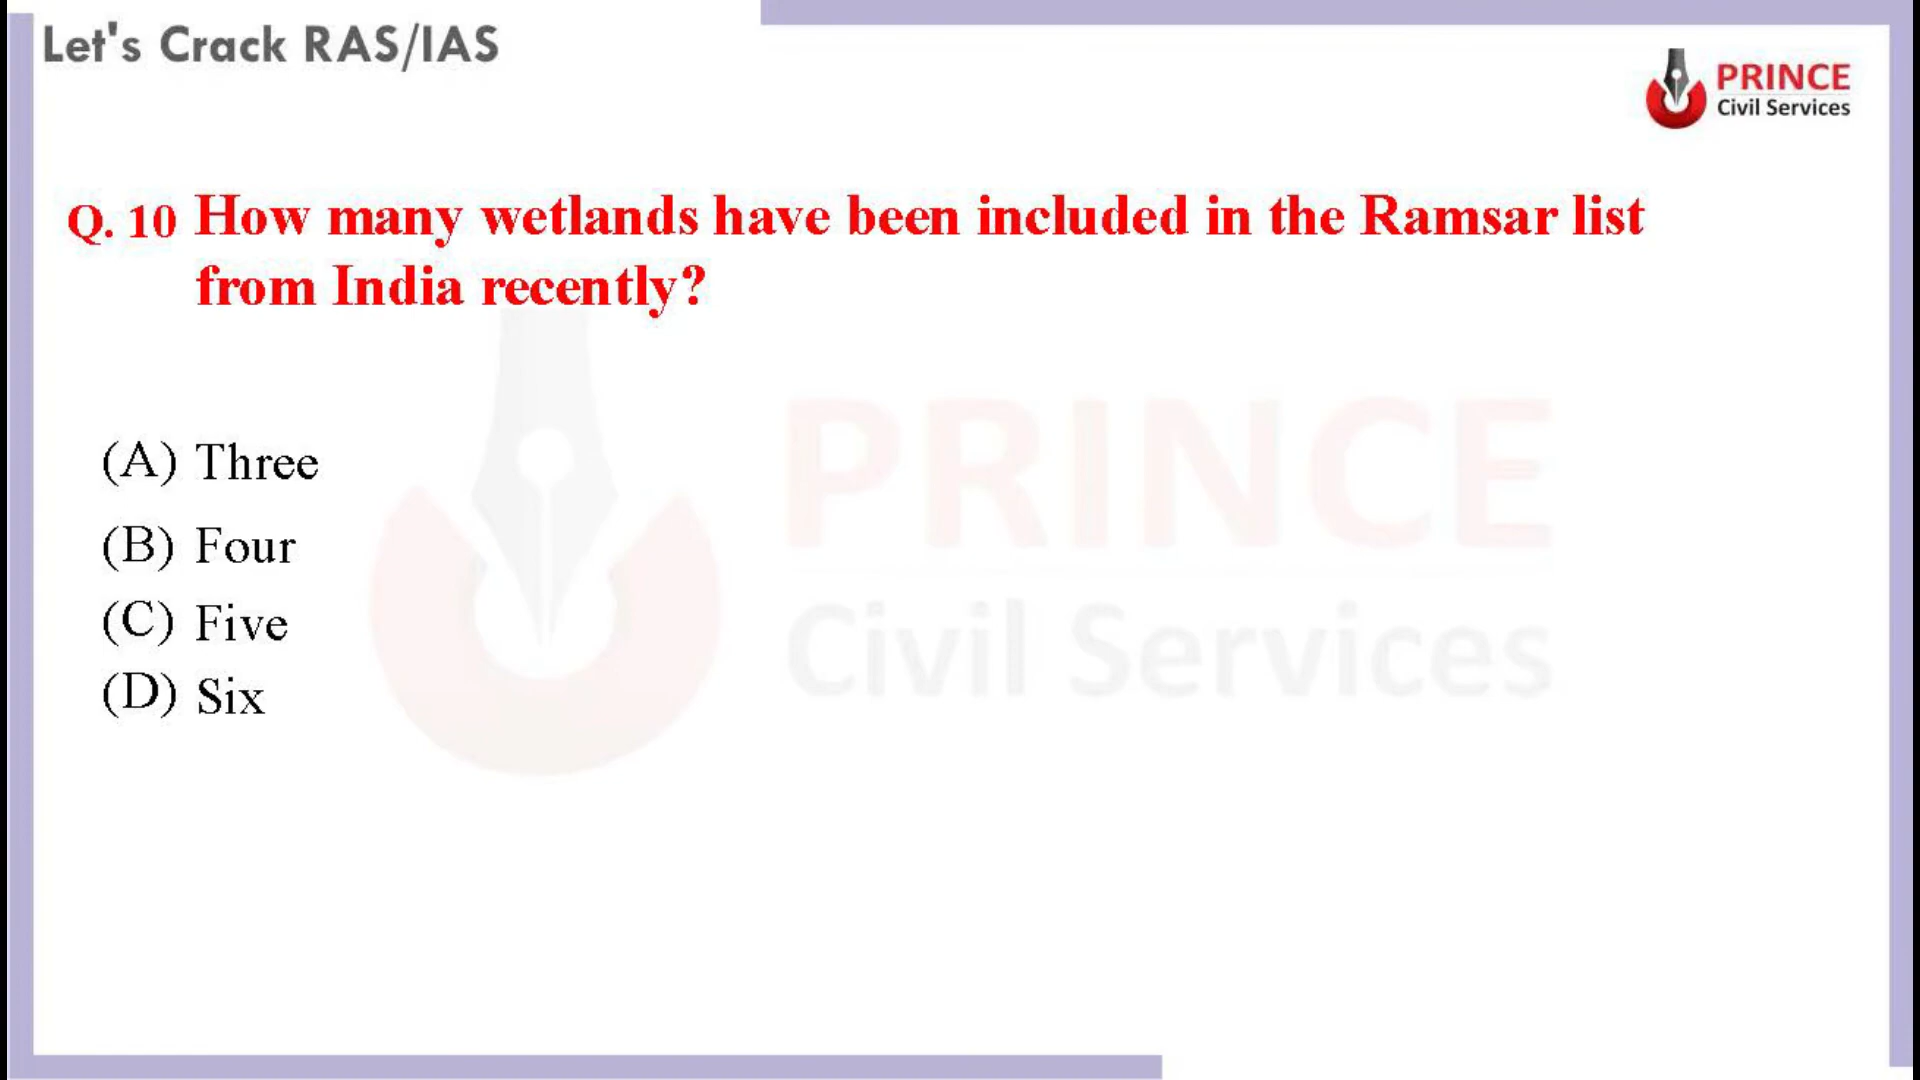 Let's Crack RAS/IAS
PRINCE
Civil Services
Q. 10 How many wetlands have been included in the Ramsar list
from India recently?
(A) Three
(B) Four
(C) Five
(D) Six
PRINCE
Civil Services